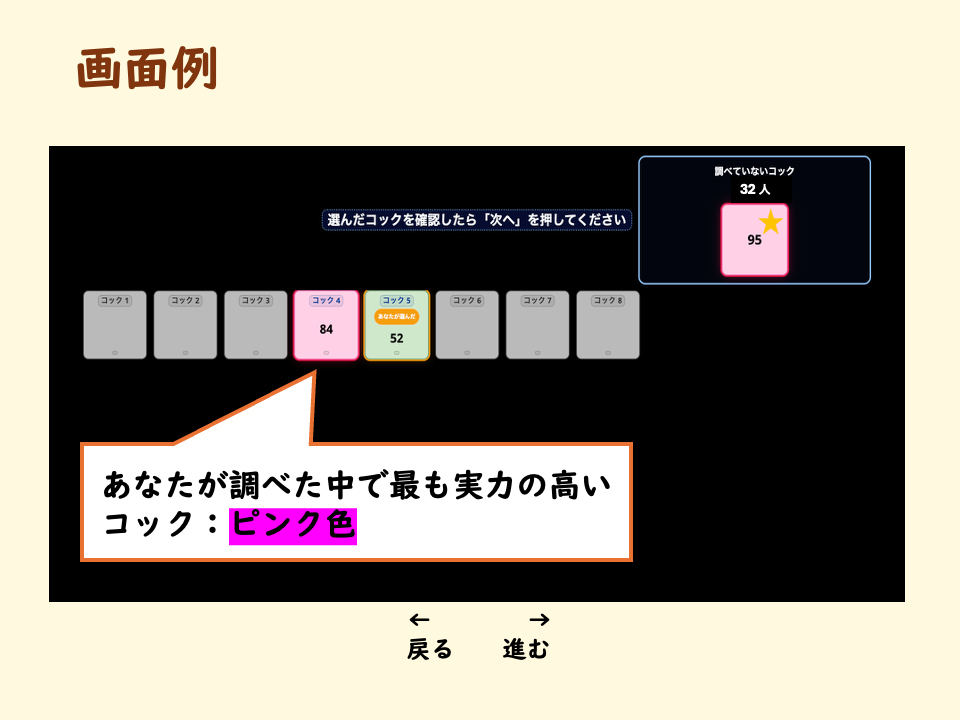 画面例
調べていないコック
32 人
95
選んだコックを確認したら「次へ」を押してください
コック 1
コック 2
コック 3
コック 4
コック 5
コック 6
コック 7
コック 8
あなたが選んだ
84
52
あなたが調べた中で最も実力の高い
コック：ピンク色
← →
戻る 進む